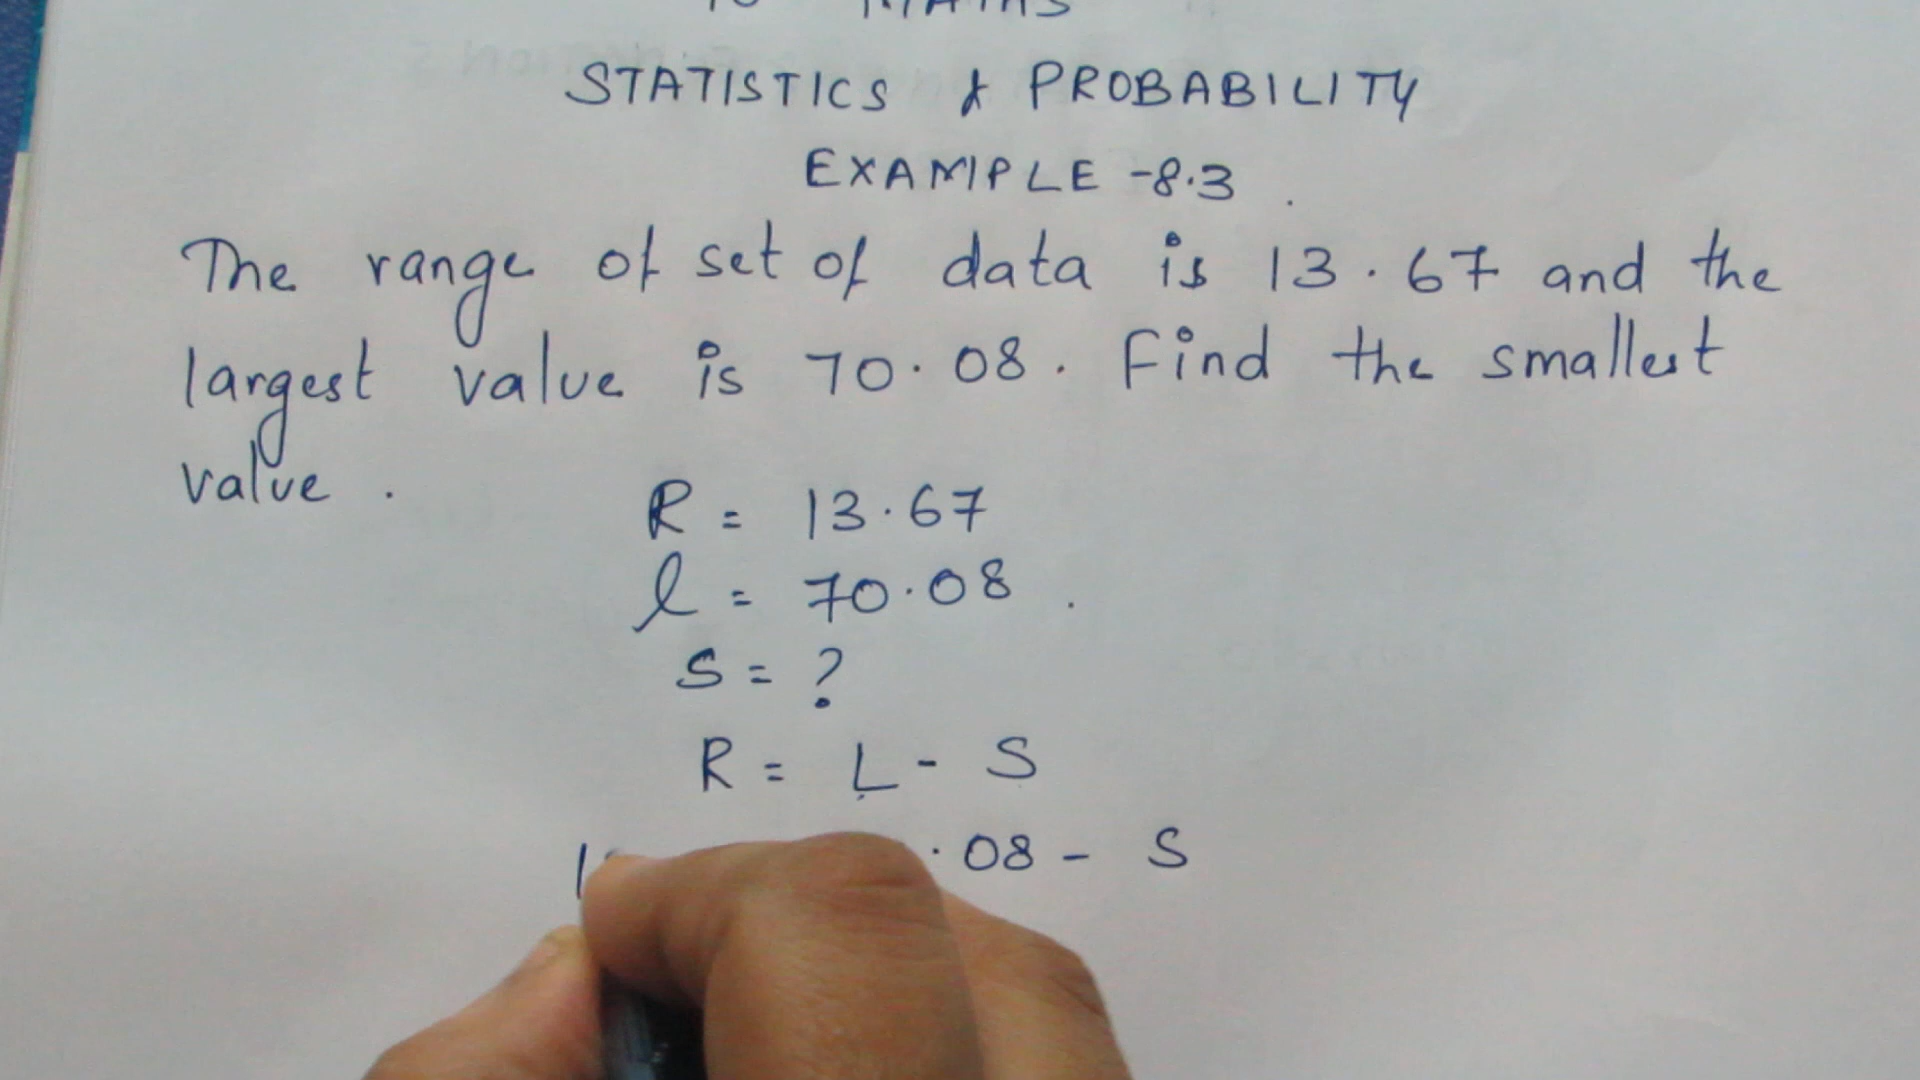 STATISTICS & PROBABILITY
EXAMPLE - 8.3
The range of set of data is 13.67 and the
largest value is 70.08. Find the smallest
value.
R = 13.67
l = 70.08.
S = ?
R = L - S
.08 - S